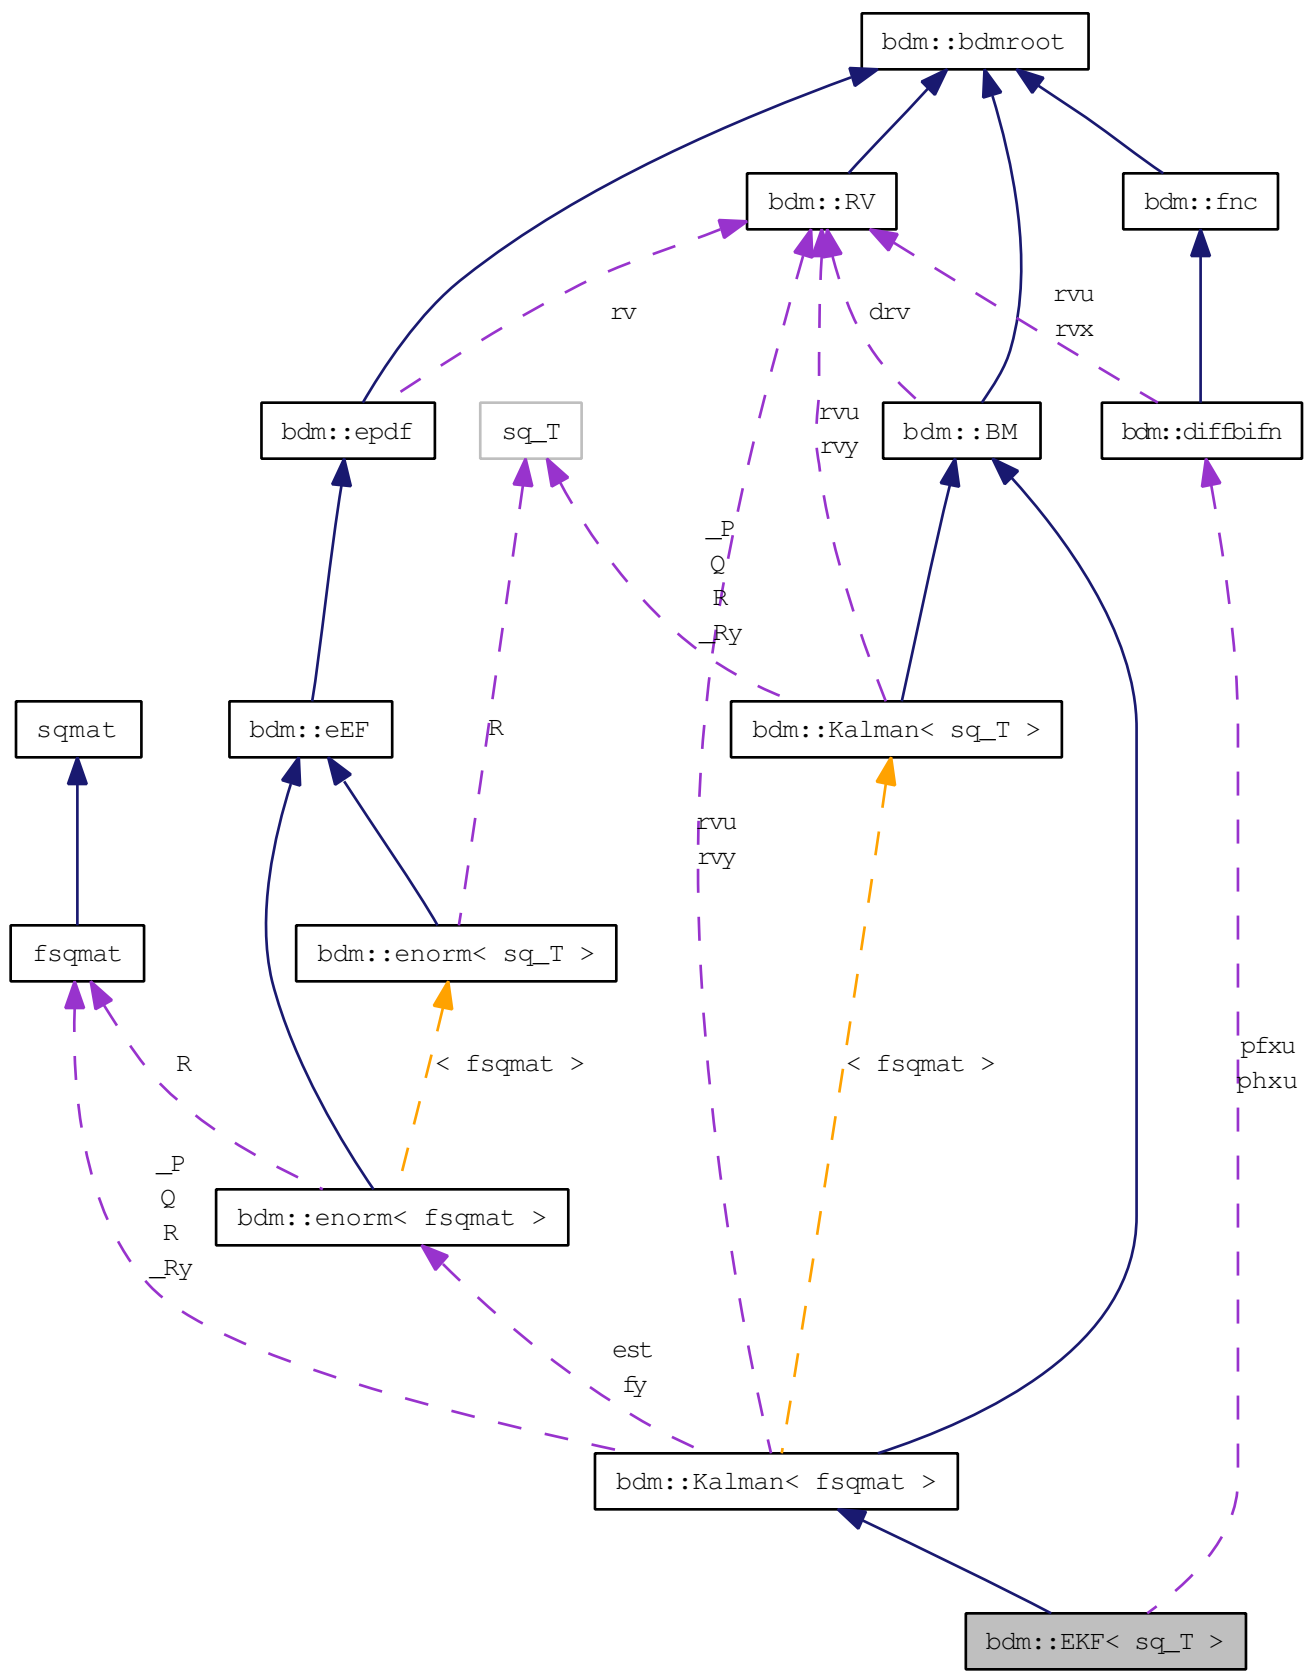 bdm::bdmroot
bdm::RV
bdm::fnc
rv
drv
rvu
rvx
bdm::epdf
sq_T
rvu
rvy
bdm::BM
bdm::diffbifn
_P
Q
R
_Ry
sqmat
bdm::eEF
R
bdm::Kalman< sq_T >
rvu
rvy
fsqmat
bdm::enorm< sq_T >
R
< fsqmat >
< fsqmat >
pfxu
phxu
_P
Q
R
_Ry
bdm::enorm< fsqmat >
est
fy
bdm::Kalman< fsqmat >
bdm::EKF< sq_T >